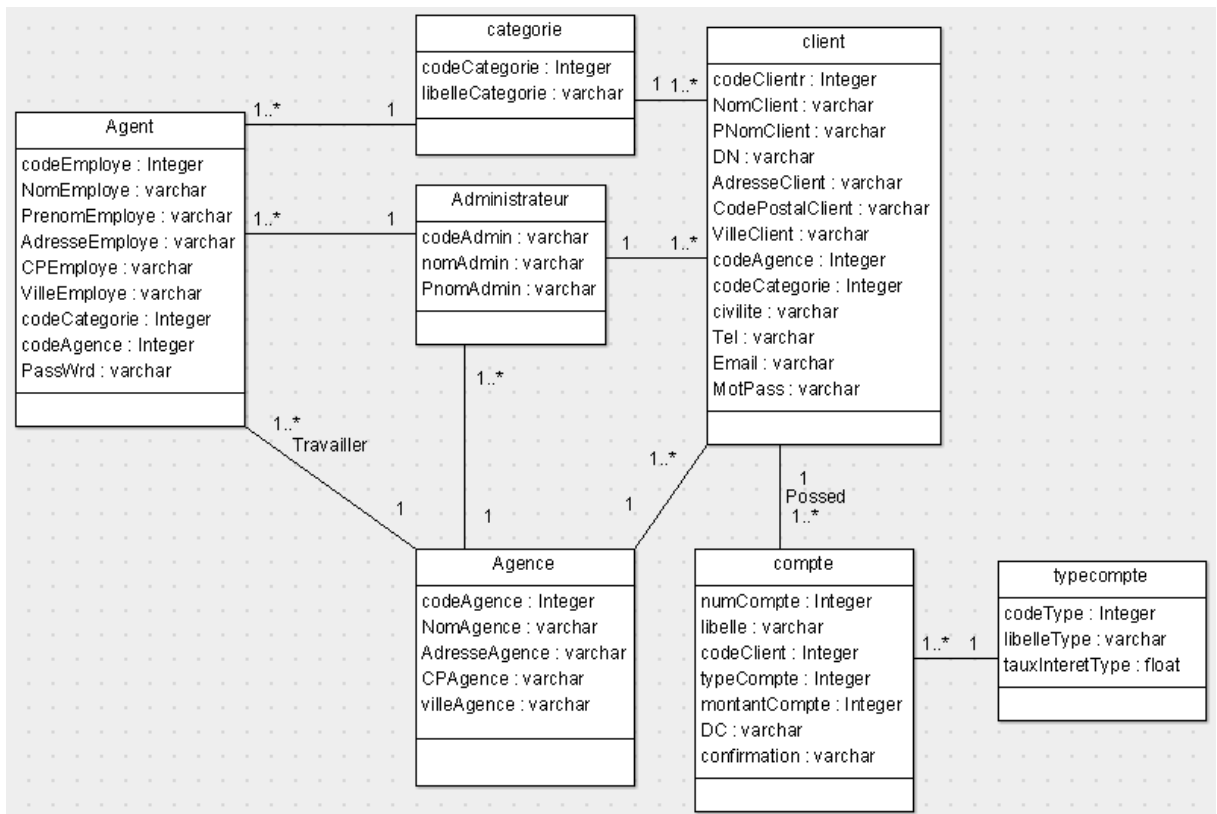 categorie
codeCategorie : Integer
libelleCategorie : varchar
client
codeClientr : Integer
NomClient : varchar
PNomClient : varchar
DN : varchar
AdresseClient : varchar
CodePostalClient : varchar
VilleClient : varchar
codeAgence : Integer
codeCategorie : Integer
civilite : varchar
Tel : varchar
Email : varchar
MotPass : varchar
1 1..*
1..* 1
Agent
codeEmploye : Integer
NomEmploye : varchar
PrenomEmploye : varchar
AdresseEmploye : varchar
CPEmploye : varchar
VilleEmploye : varchar
codeCategorie : Integer
codeAgence : Integer
PassWrd : varchar
1..* 1
Administrateur
codeAdmin : varchar
nomAdmin : varchar
PnomAdmin : varchar
1 1..*
1..*
1
1..*
Travailler
1
1..*
1
1
Possed
1..*
Agence
codeAgence : Integer
NomAgence : varchar
AdresseAgence : varchar
CPAgence : varchar
villeAgence : varchar
compte
numCompte : Integer
libelle : varchar
codeClient : Integer
typeCompte : Integer
montantCompte : Integer
DC : varchar
confirmation : varchar
1..* 1
typecompte
codeType : Integer
libelleType : varchar
tauxInteretType : float